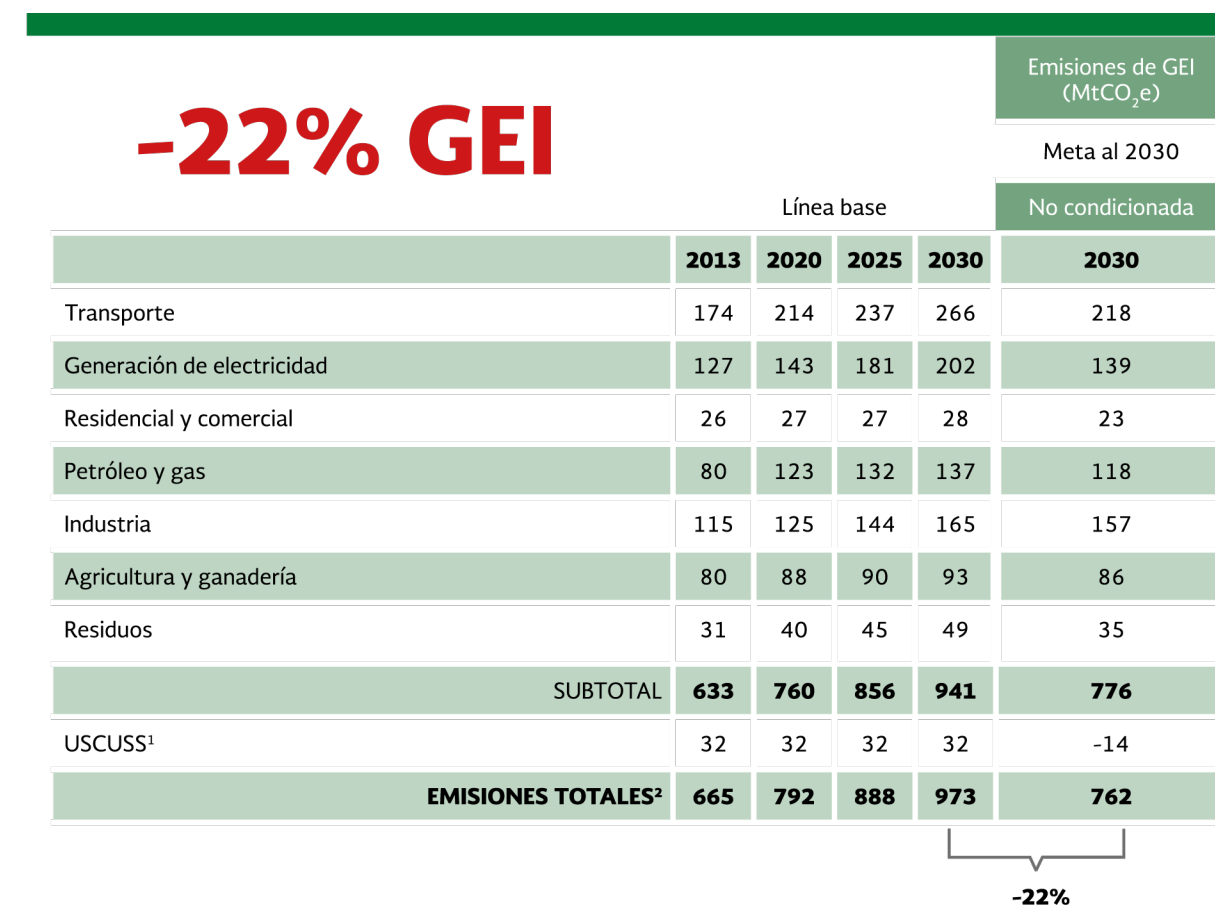 -22% GEI
Emisiones de GEI
(MtCO₂e)
Meta al 2030
Línea base
No condicionada
2013 2020 2025 2030 2030
Transporte 174 214 237 266 218
Generación de electricidad 127 143 181 202 139
Residencial y comercial 26 27 27 28 23
Petróleo y gas 80 123 132 137 118
Industria 115 125 144 165 157
Agricultura y ganadería 80 88 90 93 86
Residuos 31 40 45 49 35
SUBTOTAL 633 760 856 941 776
USCUSS¹ 32 32 32 32 -14
EMISIONES TOTALES² 665 792 888 973 762
-22%